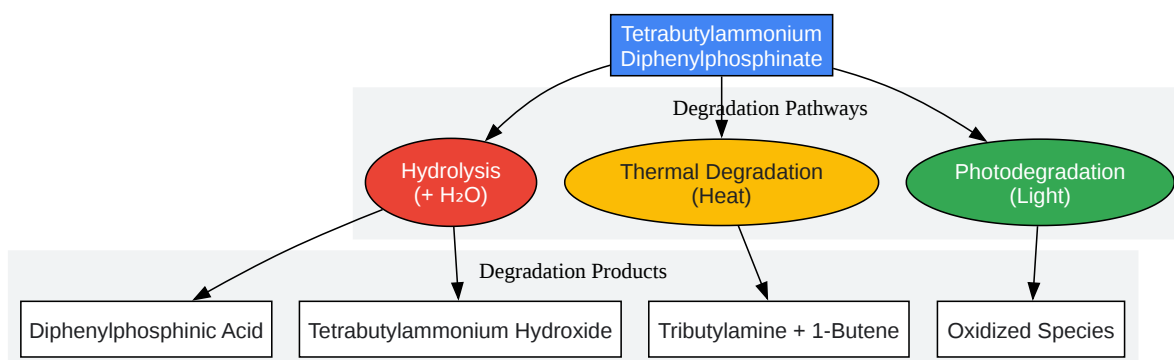 Tetrabutylammonium
Diphenylphosphinate
Degradation Pathways
Hydrolysis
(+ H₂O)
Thermal Degradation
(Heat)
Photodegradation
(Light)
Degradation Products
Diphenylphosphinic Acid
Tetrabutylammonium Hydroxide
Tributylamine + 1-Butene
Oxidized Species